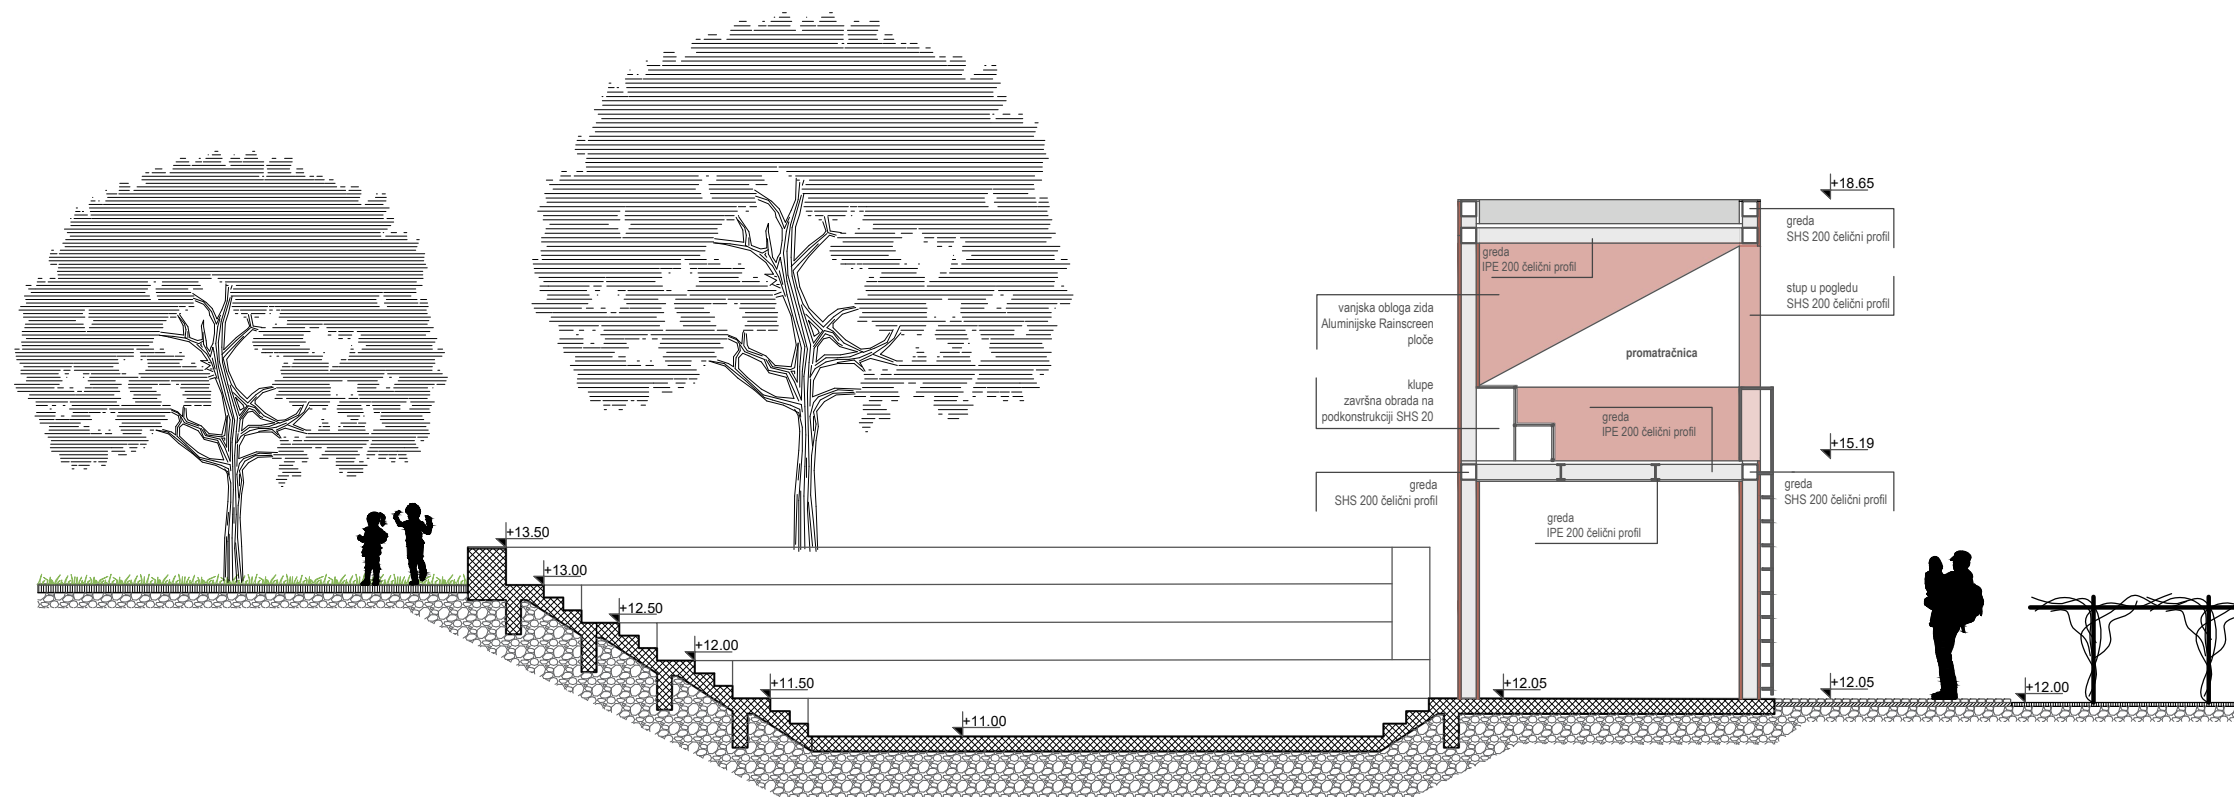 +18.65
greda
SHS 200 čelični profil
greda
IPE 200 čelični profil
stup u pogledu
SHS 200 čelični profil
vanjska obloga zida
Aluminijske Rainscreen
ploče
promatračnica
klupe
završna obrada na
podkonstrukciji SHS 20
greda
IPE 200 čelični profil
+15.19
greda
SHS 200 čelični profil
greda
SHS 200 čelični profil
greda
IPE 200 čelični profil
+13.50
+13.00
+12.50
+12.00
+11.50
+11.00
+12.05
+12.05
+12.00